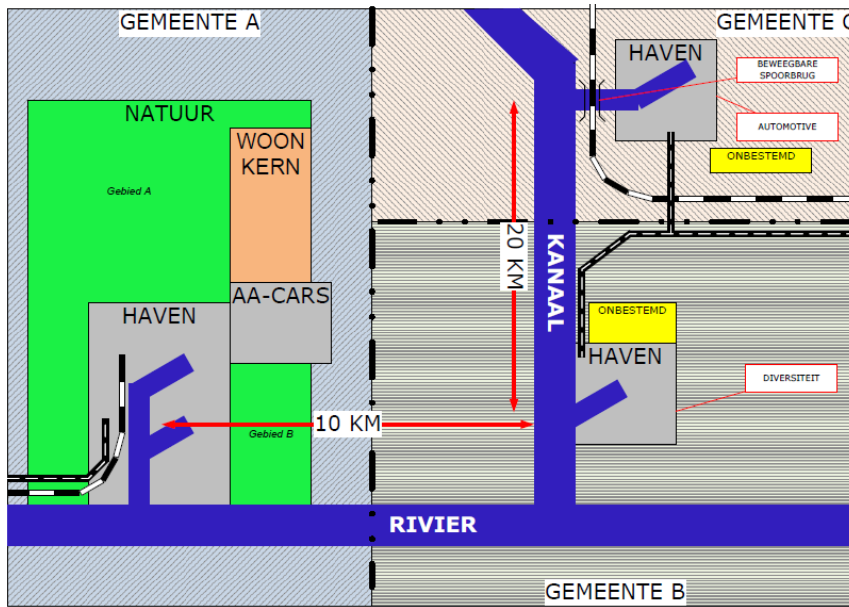 GEMEENTE A
GEMEENTE C
HAVEN
BEWEEGBARE
SPOORBRUG
NATUUR
AUTOMOTIVE
WOON
KERN
ONBESTEMD
Gebied A
20 KM
KANAAL
AA-CARS
HAVEN
ONBESTEMD
HAVEN
DIVERSITEIT
10 KM
Gebied B
RIVIER
GEMEENTE B